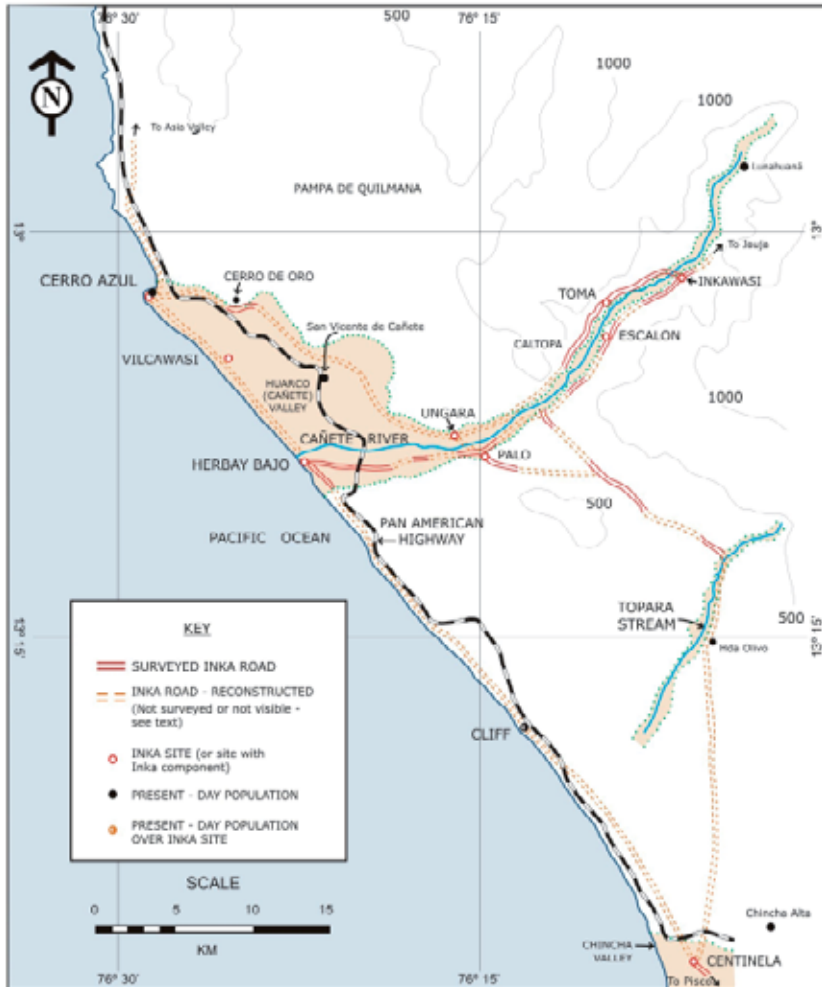 76° 30'
500
76° 15'
1000
1000
N
To Asia Valley
Lunahuaná
PAMPA DE QUILMANA
13°
13°
To Jauja
CERRO AZUL
CERRO DE ORO
INKAWASI
TOMA
San Vicente de Cañete
ESCALON
CALTOPA
VILCAWASI
HUARCO
(CAÑETE)
VALLEY
1000
UNGARA
CAÑETE RIVER
HERBAY BAJO
PALO
500
PAN AMERICAN
HIGHWAY
PACIFIC OCEAN
TOPARA
STREAM
500
13° 15'
13° 15'
Hda Olivo
KEY
SURVEYED INKA ROAD
INKA ROAD - RECONSTRUCTED
(Not surveyed or not visible -
see text)
INKA SITE (or site with
Inka component)
PRESENT - DAY POPULATION
PRESENT - DAY POPULATION
OVER INKA SITE
CLIFF
SCALE
0 5 10 15
KM
Chincha Alta
CHINCHA
VALLEY
CENTINELA
To Pisco
76° 30'
76° 15'